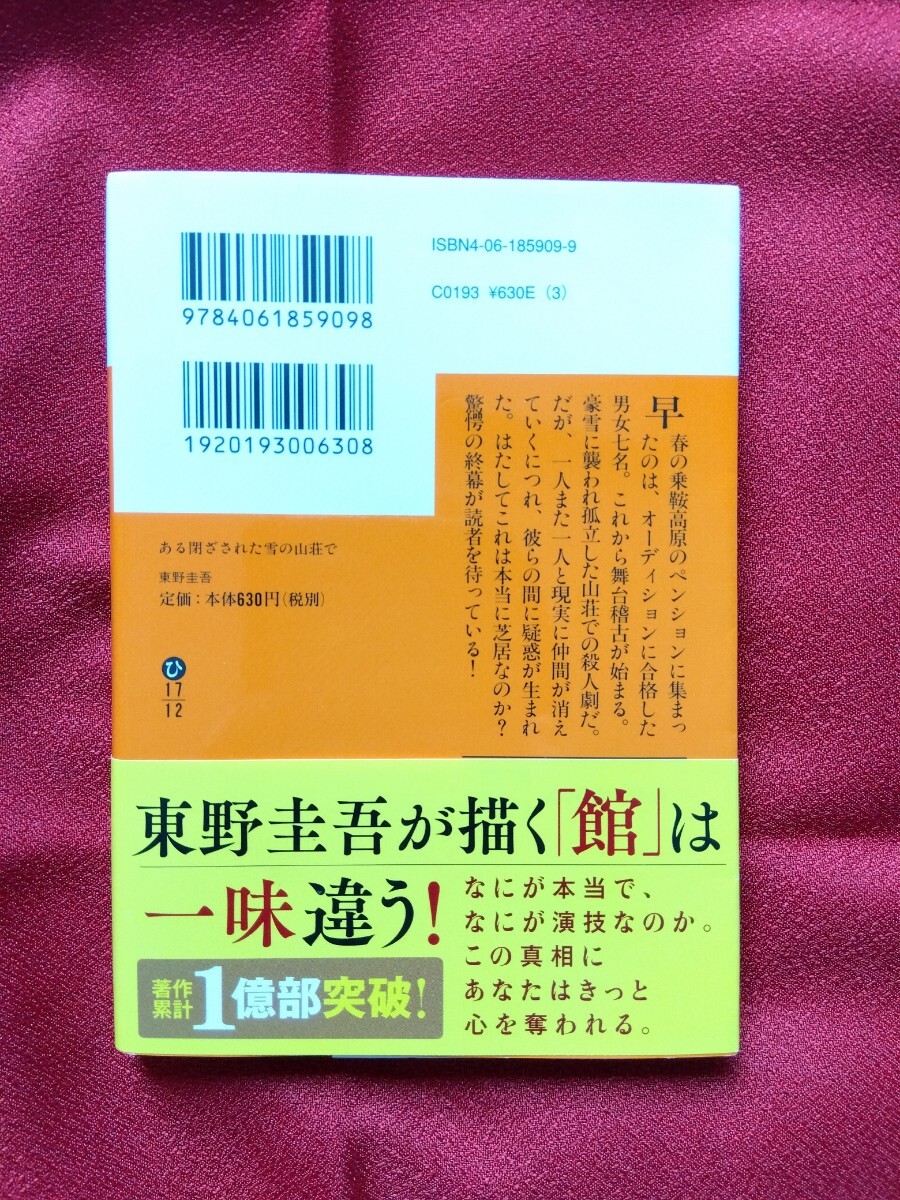 ISBN4-06-185909-9
C0193 ¥630E (3)
9784061859098
1920193006308
早春の乗鞍高原のペンションに集まっ
たのは、オーディションに合格した
男女七名。これから舞台稽古が始まる。
豪雪に襲われ孤立した山荘での殺人劇だ。
だが、一人また一人と現実に仲間が消え
ていくにつれ、彼らの間に疑惑が生まれ
た。はたしてこれは本当に芝居なのか？
驚愕の終幕が読者を待っている！
ある閉ざされた雪の山荘で
東野圭吾
定価：本体630円（税別）
ひ
17
12
東野圭吾が描く「館」は
一味違う！
なにが本当で、
なにが演技なのか。
この真相に
あなたはきっと
心を奪われる。
著作
累計
1億部突破！